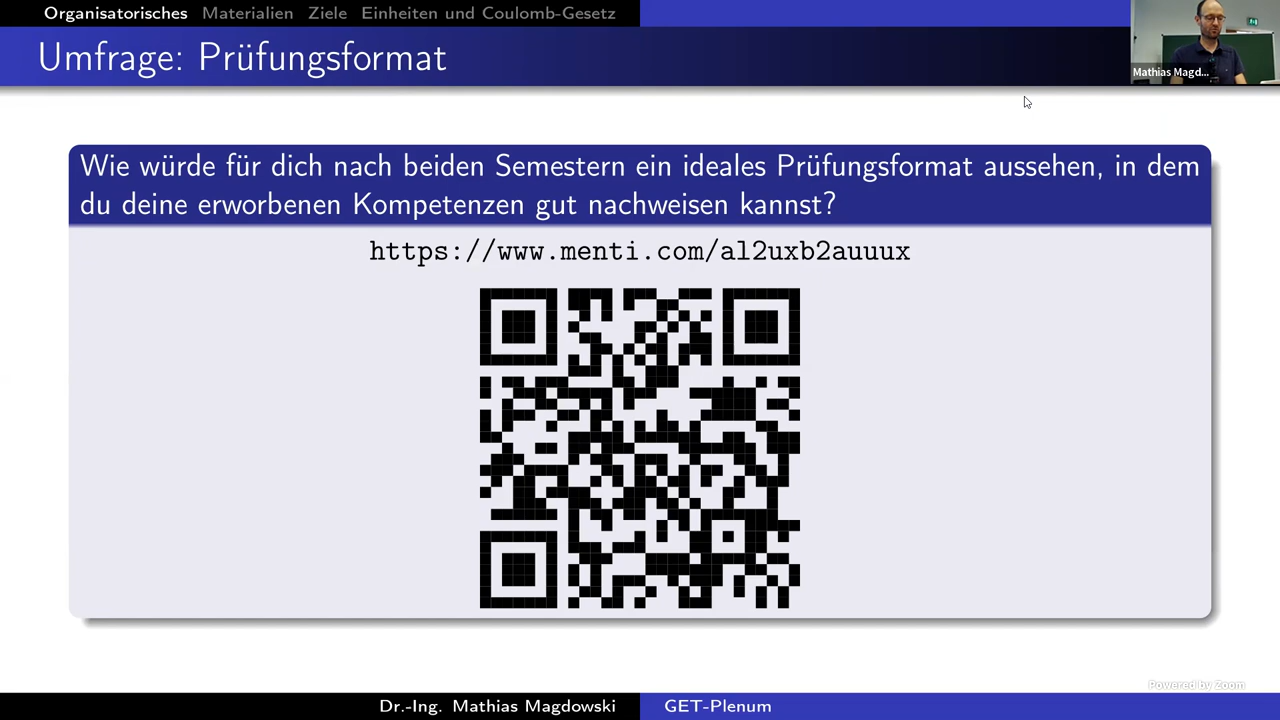 Organisatorisches Materialien Ziele Einheiten und Coulomb-Gesetz
Umfrage: Prüfungsformat
Mathias Magd...
Wie würde für dich nach beiden Semestern ein ideales Prüfungsformat aussehen, in dem
du deine erworbenen Kompetenzen gut nachweisen kannst?
https://www.menti.com/al2uxb2auuux
Powered by Zoom
Dr.-Ing. Mathias Magdowski GET-Plenum